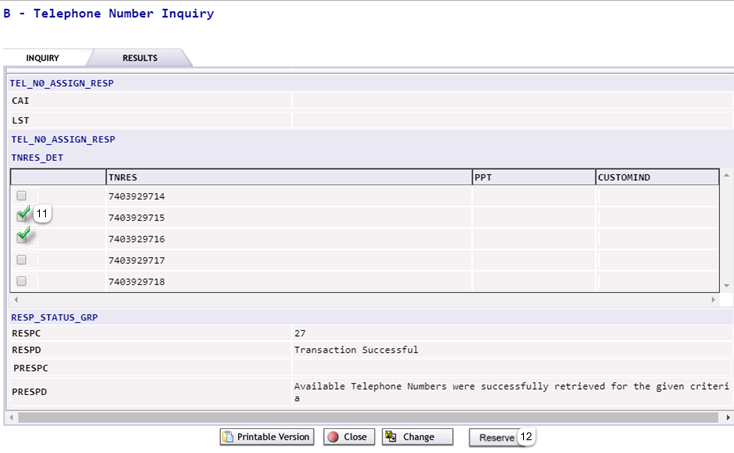 B - Telephone Number Inquiry
INQUIRY RESULTS
TEL_NO_ASSIGN_RESP
CAI
LST
TEL_NO_ASSIGN_RESP
TNRES_DET
TNRES PPT CUSTOMIND
7403929714
11 7403929715
7403929716
7403929717
7403929718
RESP_STATUS_GRP
RESPC 27
RESPD Transaction Successful
PRESPC
PRESPD Available Telephone Numbers were successfully retrieved for the given criteri
a
Printable Version Close Change Reserve 12